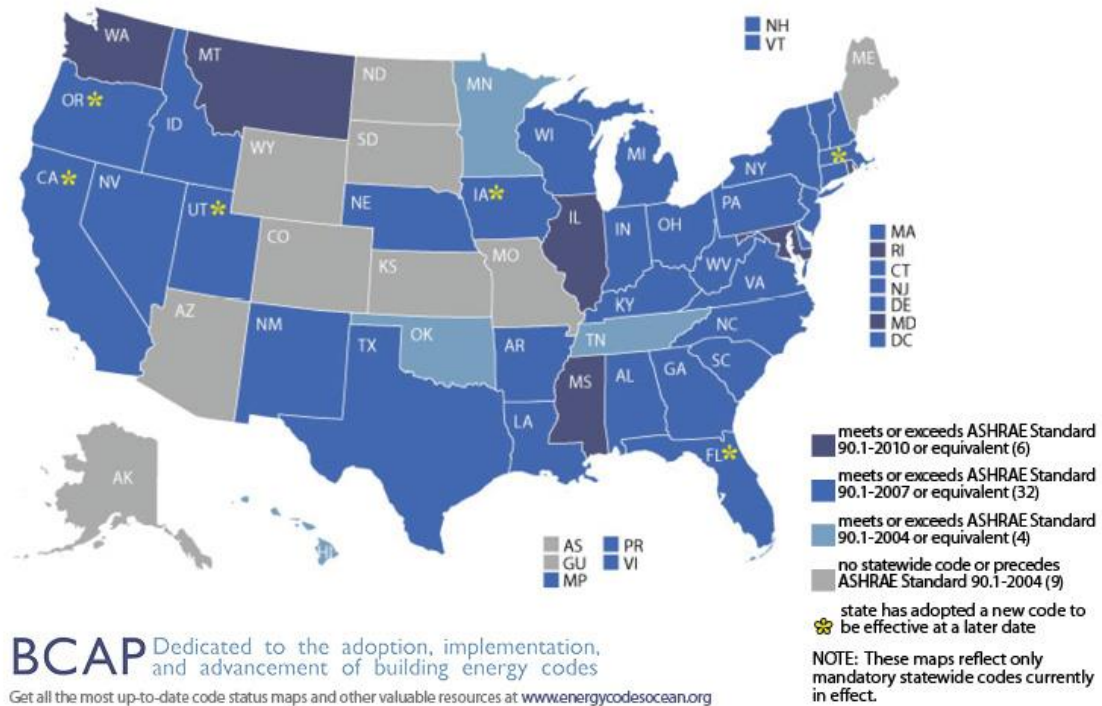 WA
MT
ND
MN
ME
NH
VT
OR
ID
WY
SD
WI
MI
NY
CA
NV
UT
NE
IA
IL
IN
OH
PA
CO
KS
MO
WV
VA
KY
MA
RI
CT
NJ
DE
MD
DC
AZ
NM
TX
OK
AR
TN
NC
SC
MS
AL
GA
LA
FL
AK
HI
AS
GU
MP
PR
VI
meets or exceeds ASHRAE Standard
90.1-2010 or equivalent (6)
meets or exceeds ASHRAE Standard
90.1-2007 or equivalent (32)
meets or exceeds ASHRAE Standard
90.1-2004 or equivalent (4)
no statewide code or precedes
ASHRAE Standard 90.1-2004 (9)
state has adopted a new code to
be effective at a later date
NOTE: These maps reflect only
mandatory statewide codes currently
in effect.
BCAP Dedicated to the adoption, implementation,
and advancement of building energy codes
Get all the most up-to-date code status maps and other valuable resources at www.energycodesocean.org